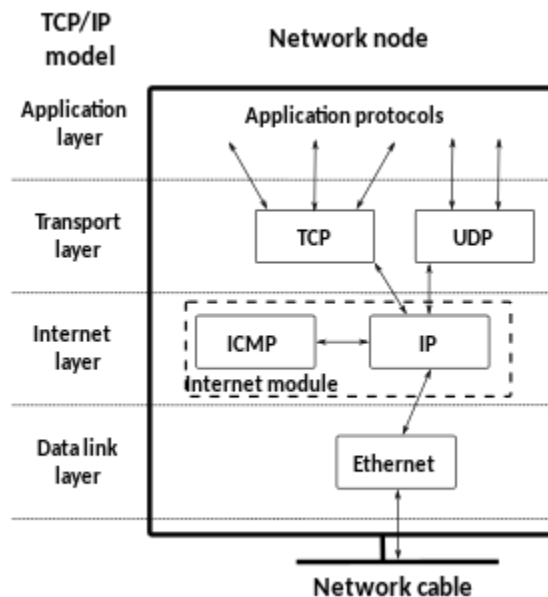 TCP/IP
model
Network node
Application
layer
Application protocols
Transport
layer
TCP
UDP
Internet
layer
ICMP
IP
Internet module
Data link
layer
Ethernet
Network cable